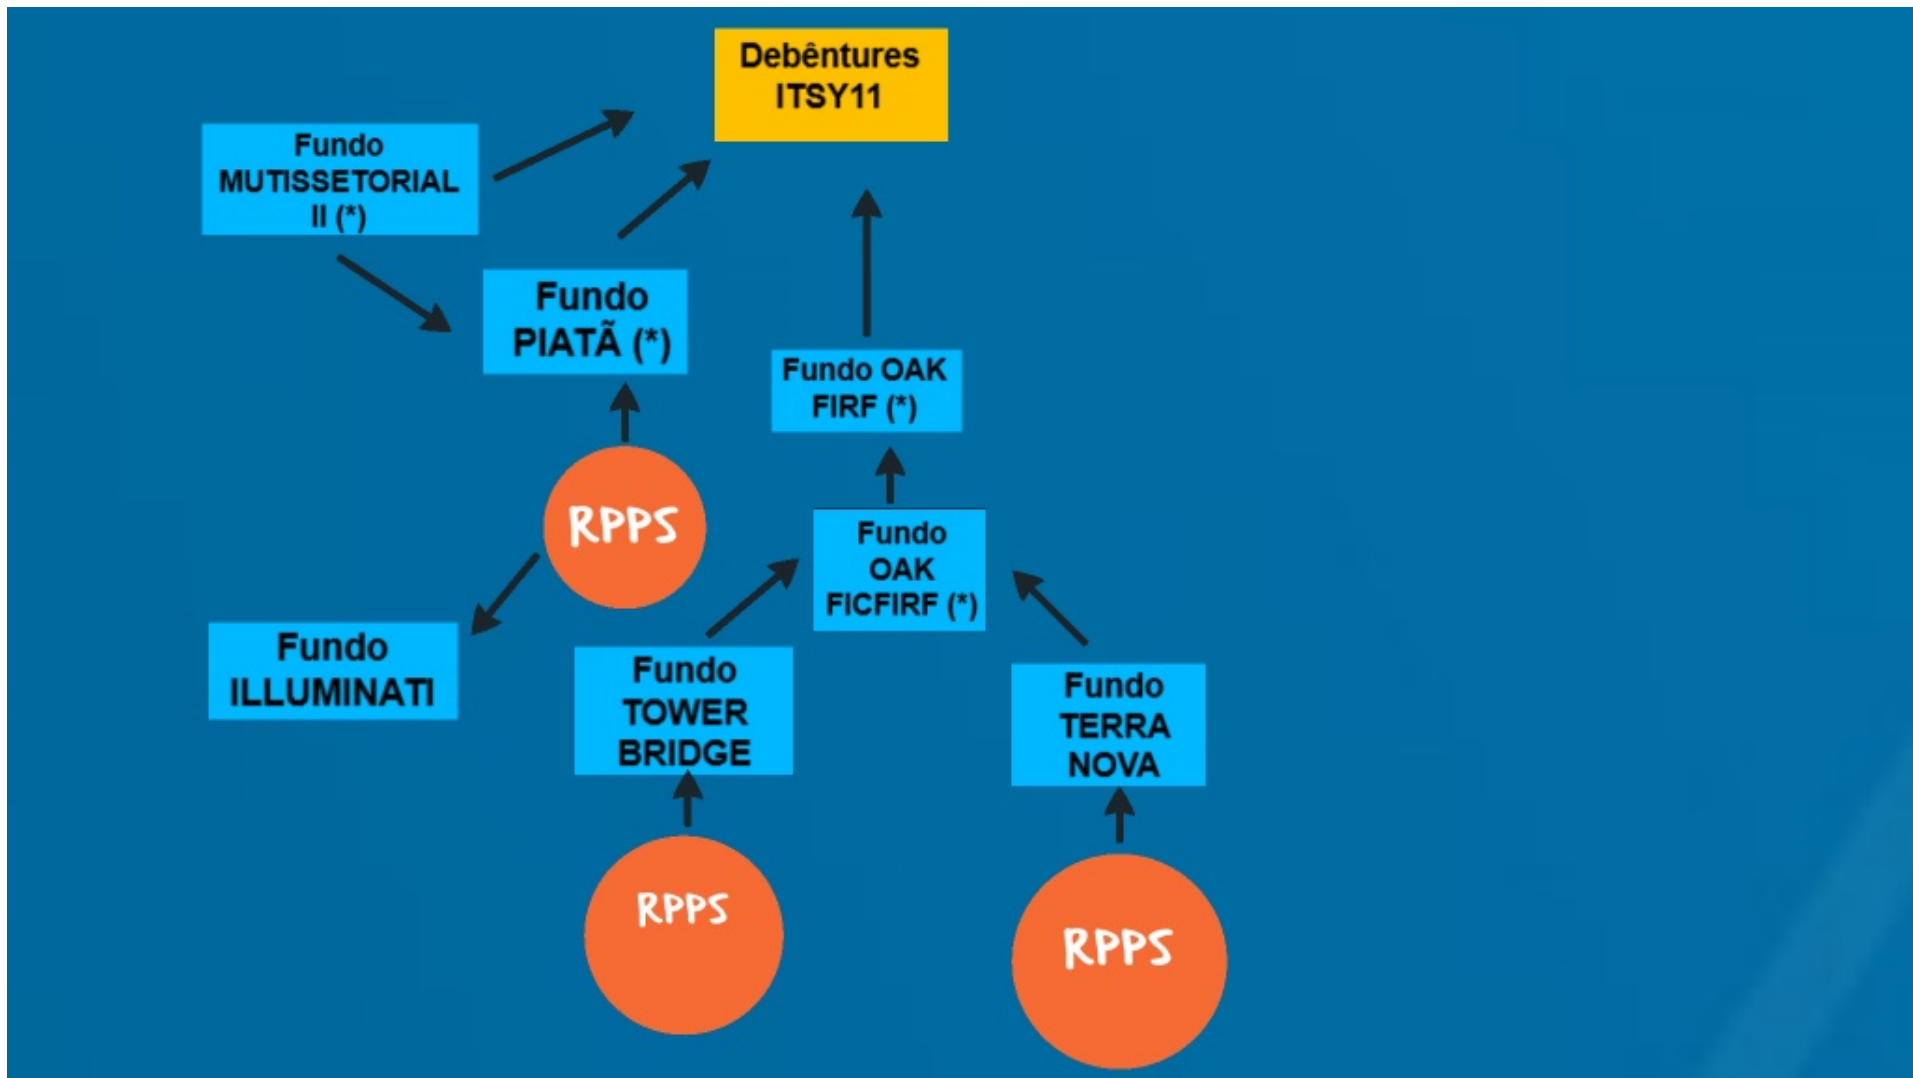 Debêntures
ITSY11
Fundo
MUTISSETORIAL
II (*)
Fundo
PIATÃ (*)
Fundo OAK
FIRF (*)
RPPS
Fundo
OAK
FICFIRF (*)
Fundo
ILLUMINATI
Fundo
TOWER
BRIDGE
Fundo
TERRA
NOVA
RPPS
RPPS